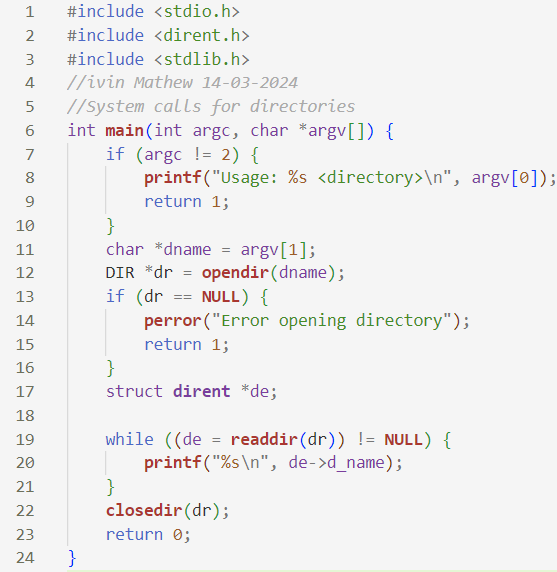 1 #include <stdio.h>
2 #include <dirent.h>
3 #include <stdlib.h>
4 //ivin Mathew 14-03-2024
5 //System calls for directories
6 int main(int argc, char *argv[]) {
7     if (argc != 2) {
8         printf("Usage: %s <directory>\n", argv[0]);
9         return 1;
10     }
11     char *dname = argv[1];
12     DIR *dr = opendir(dname);
13     if (dr == NULL) {
14         perror("Error opening directory");
15         return 1;
16     }
17     struct dirent *de;
18
19     while ((de = readdir(dr)) != NULL) {
20         printf("%s\n", de->d_name);
21     }
22     closedir(dr);
23     return 0;
24 }